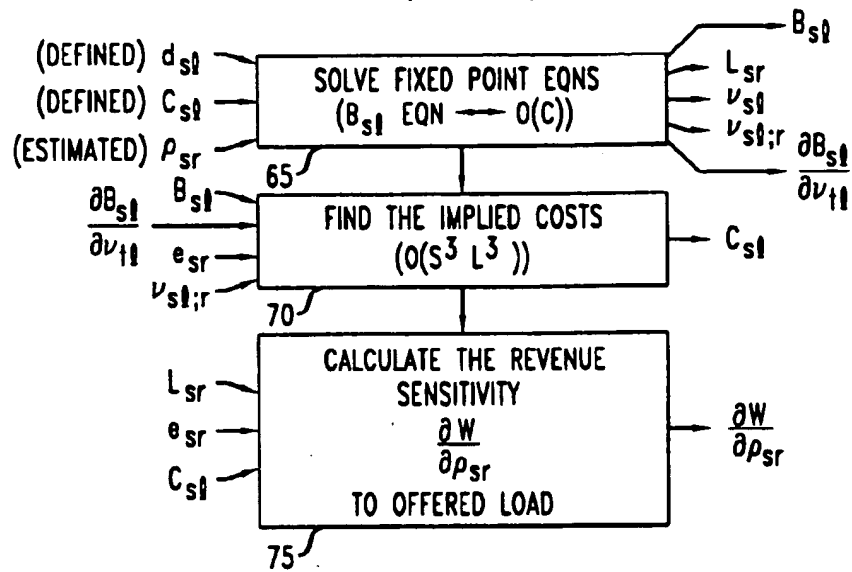 (DEFINED) d_sℓ
(DEFINED) C_sℓ
(ESTIMATED) ρ_sr
SOLVE FIXED POINT EQNS
(B_sℓ EQN ⟷ O(C))
65
B_sℓ
L_sr
ν_sℓ
ν_sℓ;r
∂B_sℓ
∂ν_tℓ
B_sℓ
∂B_sℓ
∂ν_tℓ
e_sr
ν_sℓ;r
FIND THE IMPLIED COSTS
(O(S³ L³ ))
70
C_sℓ
L_sr
e_sr
C_sℓ
CALCULATE THE REVENUE
SENSITIVITY
∂W
∂ρ_sr
TO OFFERED LOAD
75
∂W
∂ρ_sr